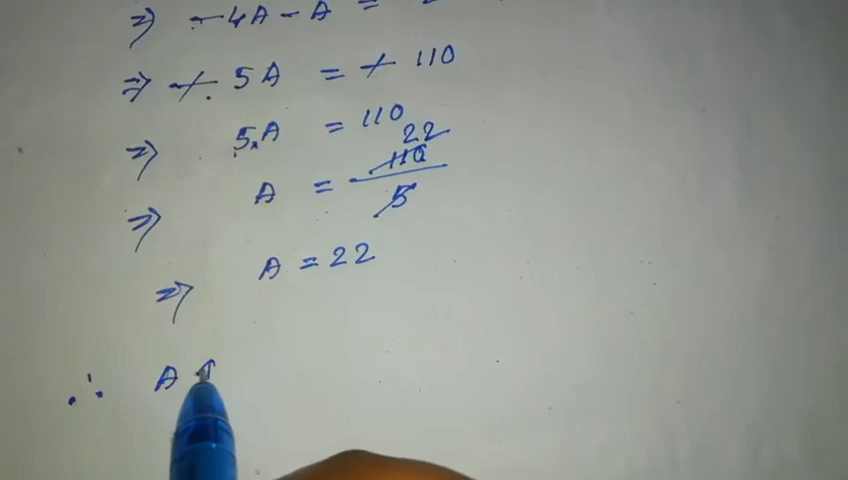 ⇒ -4A - A =
⇒ - 5A = - 110
⇒ 5A = 110
22
⇒ A = 110/5
⇒ A = 22
∴ A